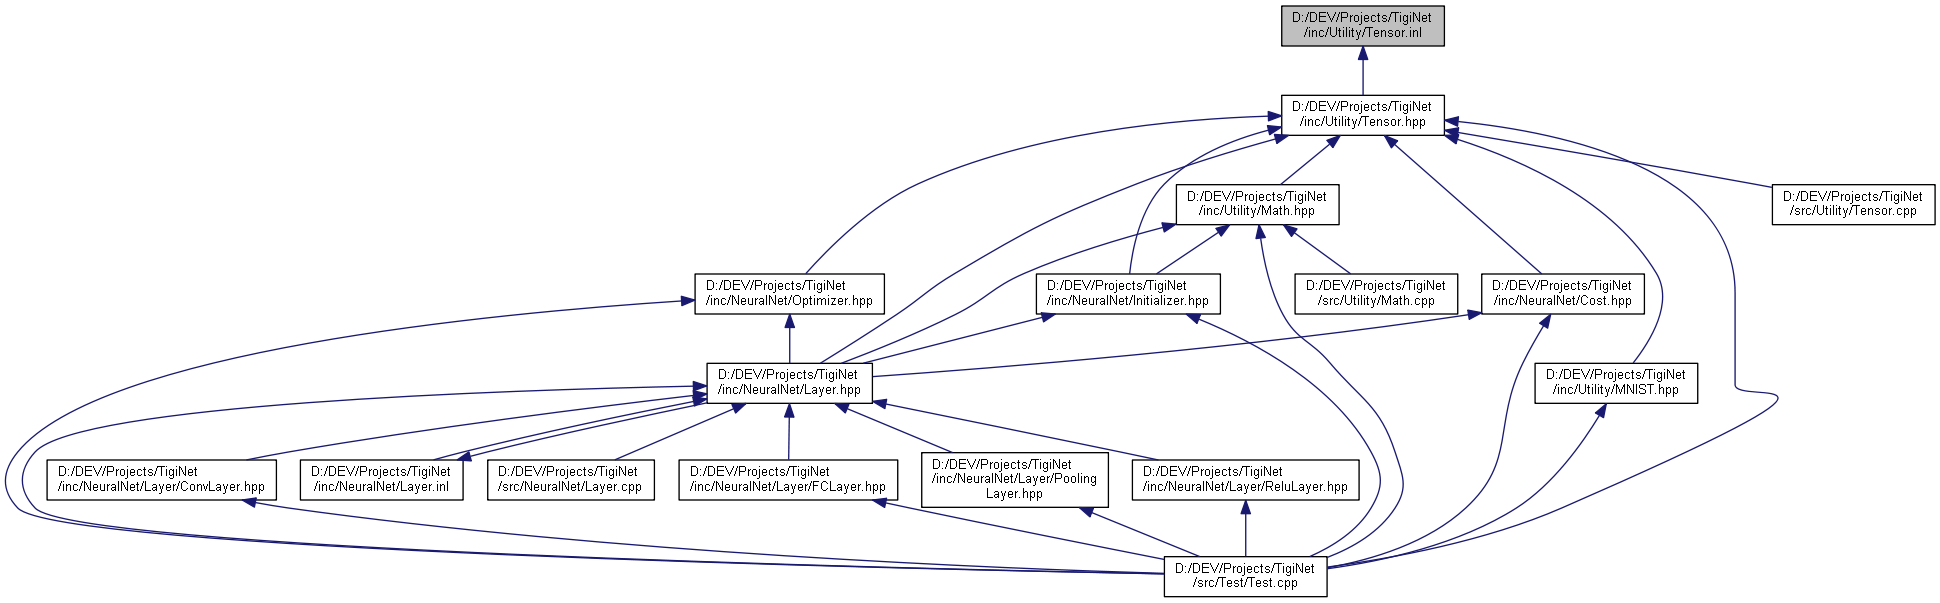 D:/DEV/Projects/TigiNet
/inc/Utility/Tensor.inl
D:/DEV/Projects/TigiNet
/inc/Utility/Tensor.hpp
D:/DEV/Projects/TigiNet
/inc/Utility/Math.hpp
D:/DEV/Projects/TigiNet
/src/Utility/Tensor.cpp
D:/DEV/Projects/TigiNet
/inc/NeuralNet/Optimizer.hpp
D:/DEV/Projects/TigiNet
/inc/NeuralNet/Initializer.hpp
D:/DEV/Projects/TigiNet
/src/Utility/Math.cpp
D:/DEV/Projects/TigiNet
/inc/NeuralNet/Cost.hpp
D:/DEV/Projects/TigiNet
/inc/NeuralNet/Layer.hpp
D:/DEV/Projects/TigiNet
/inc/Utility/MNIST.hpp
D:/DEV/Projects/TigiNet
/inc/NeuralNet/Layer/ConvLayer.hpp
D:/DEV/Projects/TigiNet
/inc/NeuralNet/Layer.inl
D:/DEV/Projects/TigiNet
/src/NeuralNet/Layer.cpp
D:/DEV/Projects/TigiNet
/inc/NeuralNet/Layer/FCLayer.hpp
D:/DEV/Projects/TigiNet
/inc/NeuralNet/Layer/Pooling
Layer.hpp
D:/DEV/Projects/TigiNet
/inc/NeuralNet/Layer/ReluLayer.hpp
D:/DEV/Projects/TigiNet
/src/Test/Test.cpp